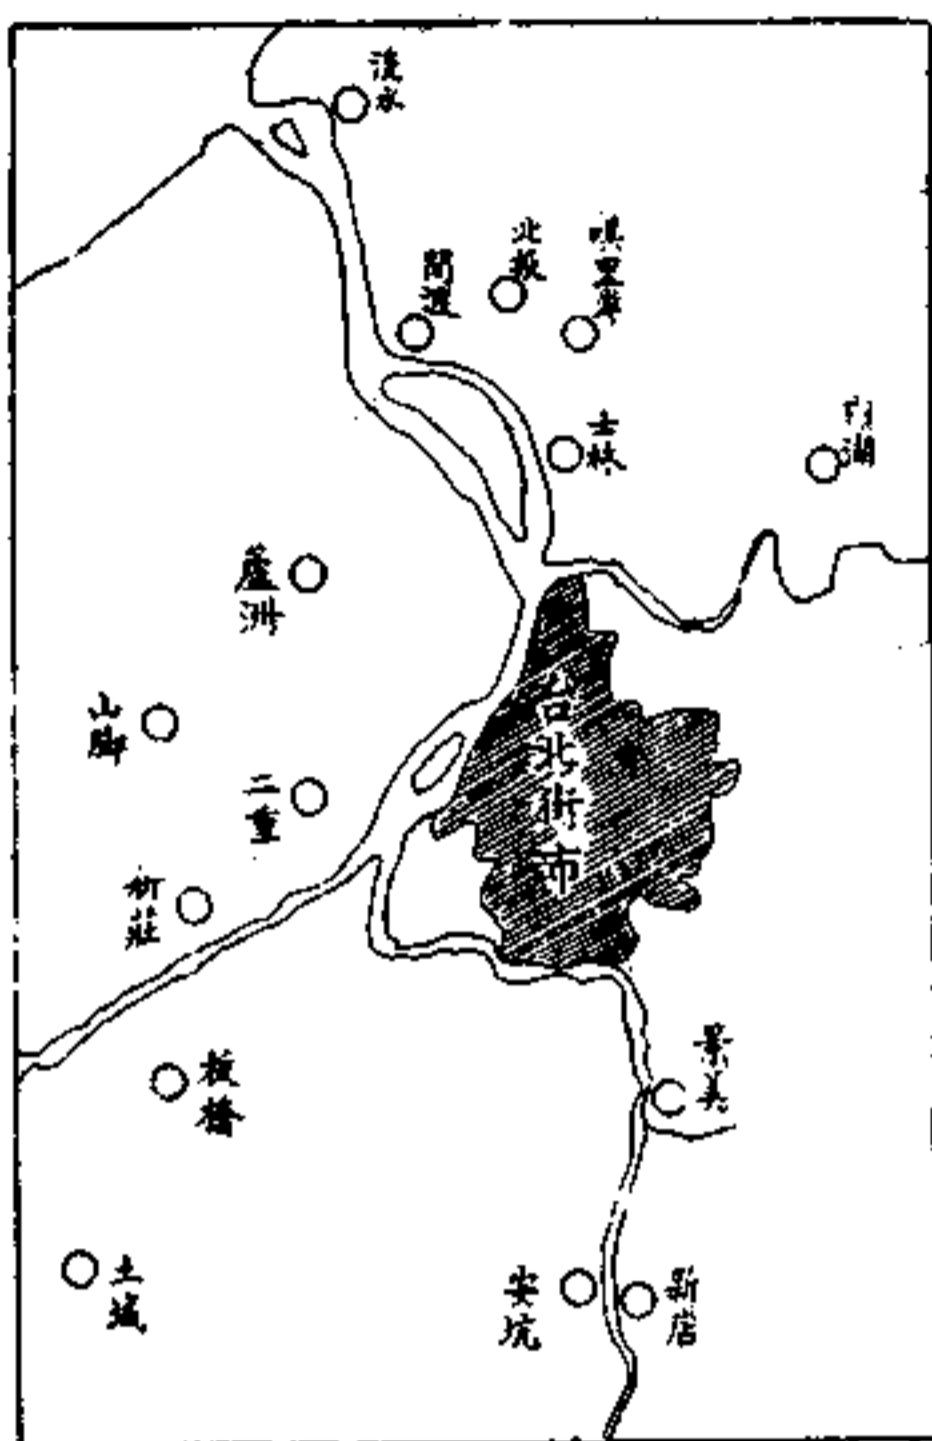 淡水
北投
唭里岸
關渡
士林
內湖
蘆洲
山腳
台北街市
二重
新莊
景美
板橋
土城
安坑
新店